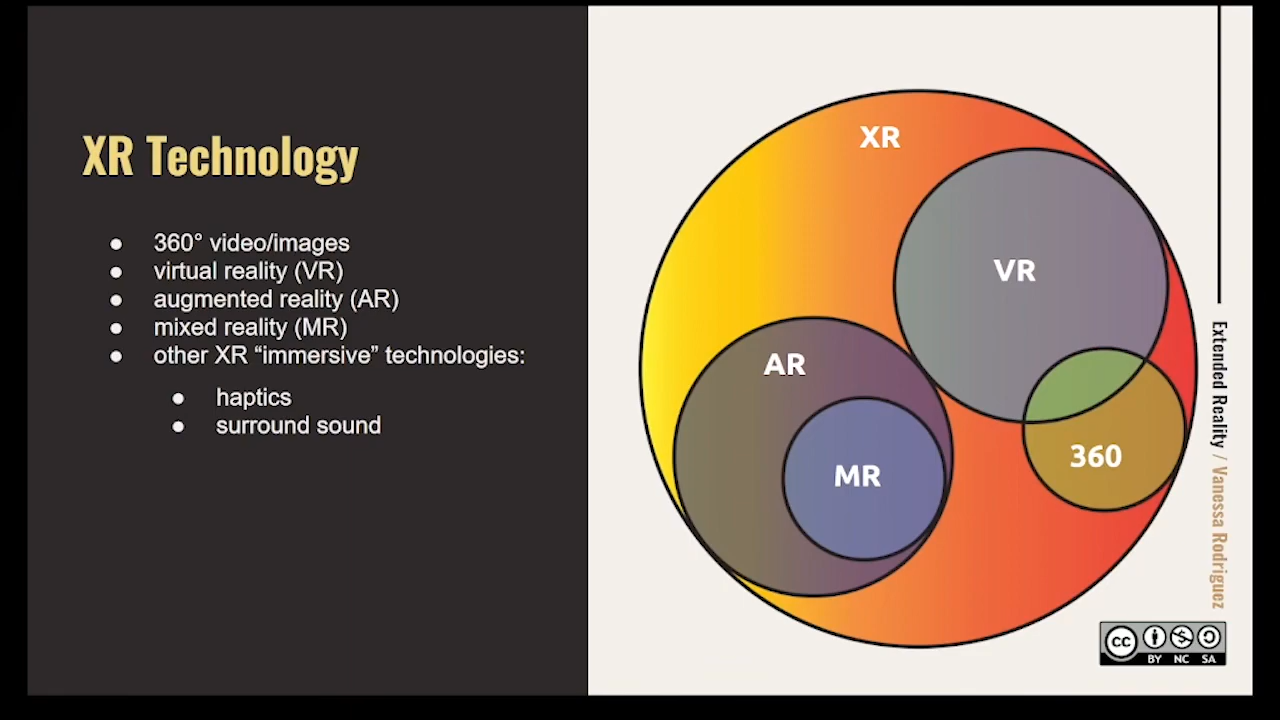 XR Technology
● 360° video/images
● virtual reality (VR)
● augmented reality (AR)
● mixed reality (MR)
● other XR “immersive” technologies:
● haptics
● surround sound
XR
VR
AR
MR
360
Extended Reality / Vanessa Rodriguez
cc
BY NC SA